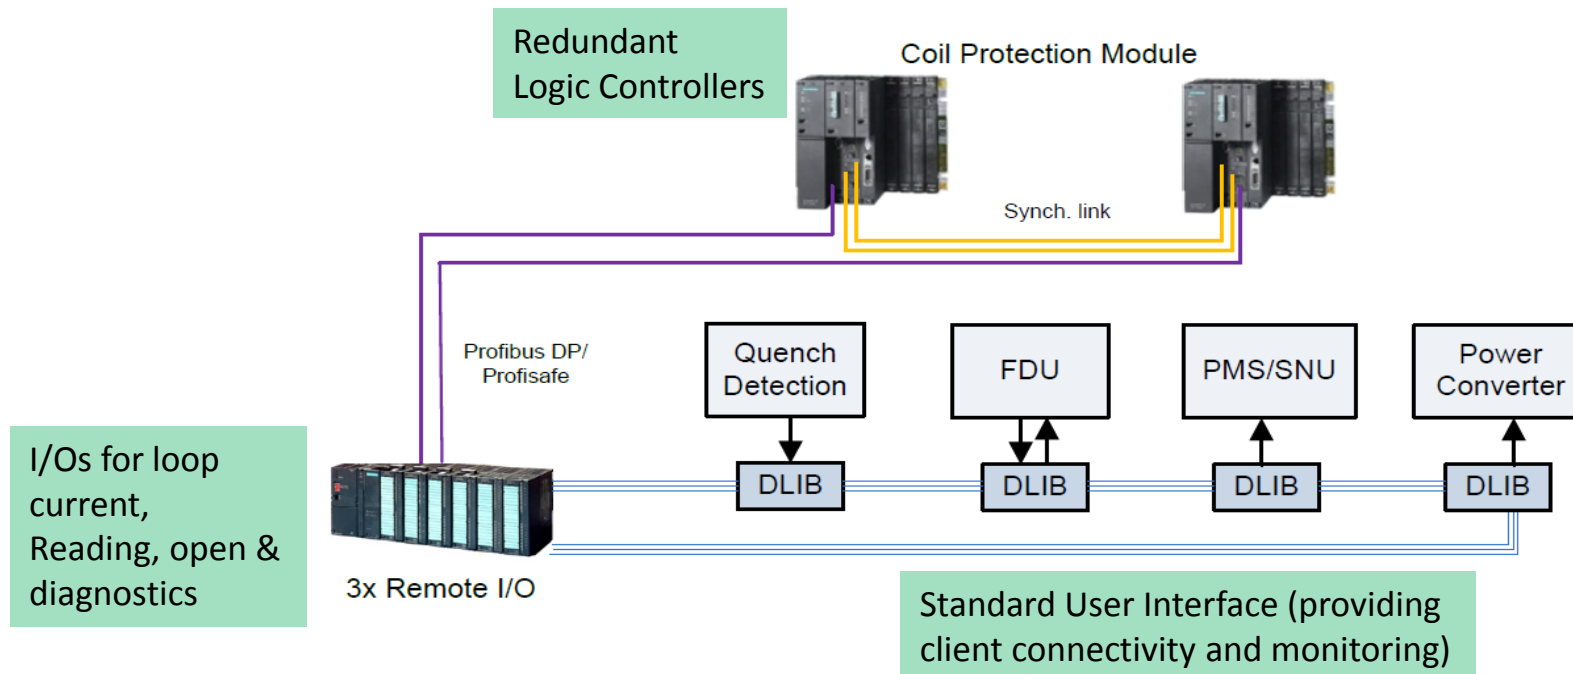 Redundant
Logic Controllers
Coil Protection Module
Synch. link
Profibus DP/
Profisafe
Quench
Detection
FDU
PMS/SNU
Power
Converter
I/Os for loop
current,
Reading, open &
diagnostics
DLIB
DLIB
DLIB
DLIB
3x Remote I/O
Standard User Interface (providing
client connectivity and monitoring)